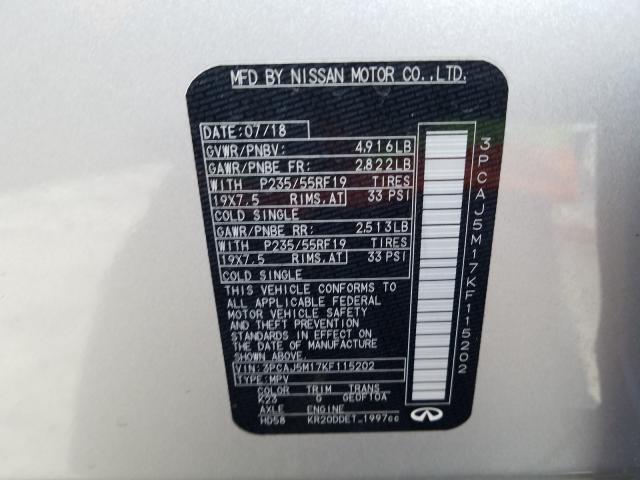 MFD BY NISSAN MOTOR CO.,LTD.
DATE:07/18
GVWR/PNBV: 4,916LB
GAWR/PNBE FR: 2,822LB
WITH P235/55RF19 TIRES
19X7.5 RIMS,AT 33 PSI
COLD SINGLE
GAWR/PNBE RR: 2,513LB
WITH P235/55RF19 TIRES
19X7.5 RIMS,AT 33 PSI
COLD SINGLE
THIS VEHICLE CONFORMS TO
ALL APPLICABLE FEDERAL
MOTOR VEHICLE SAFETY
AND THEFT PREVENTION
STANDARDS IN EFFECT ON
THE DATE OF MANUFACTURE
SHOWN ABOVE.
VIN: 3PCAJ5M17KF115202
TYPE:MPV
COLOR TRIM TRANS
K23 G GE0F10A
AXLE ENGINE
HD58 KR20DDET 1997cc
3PCAJ5M17KF115202